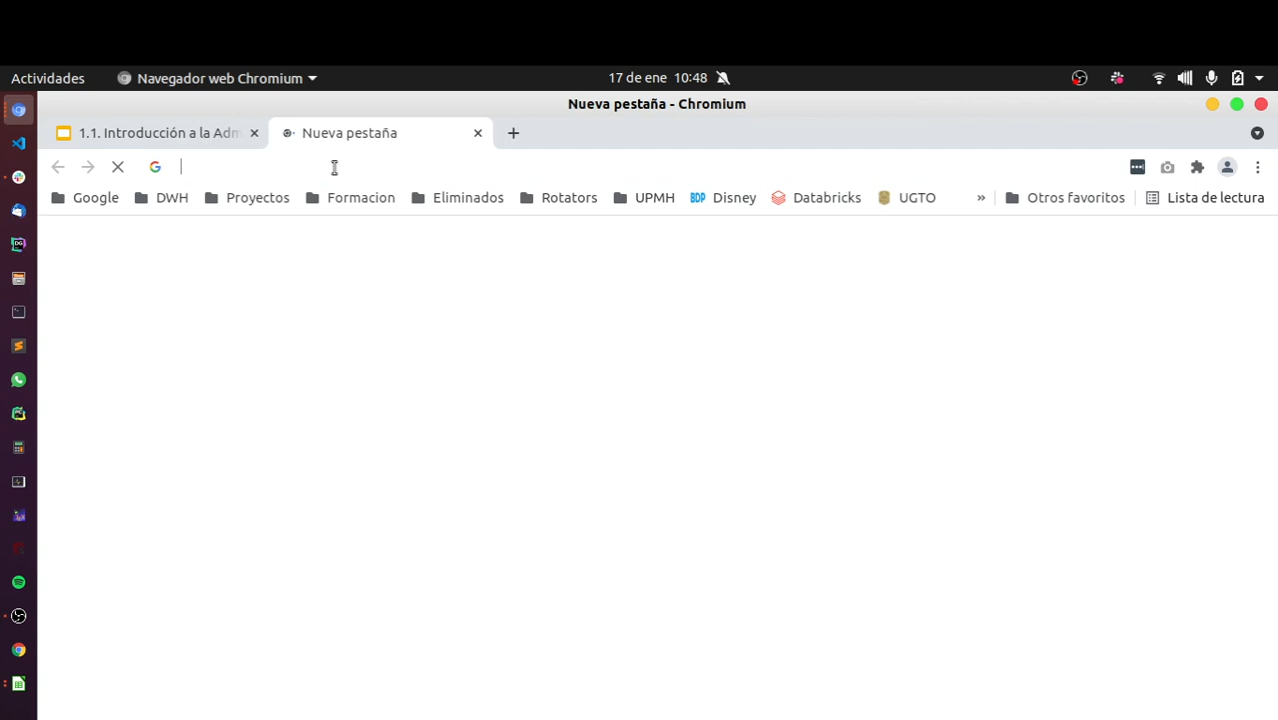 Actividades Navegador web Chromium 17 de ene 10:48
Nueva pestaña - Chromium
1.1. Introducción a la Adm Nueva pestaña
Google DWH Proyectos Formacion Eliminados Rotators UPMH BDP Disney Databricks UGTO » Otros favoritos Lista de lectura